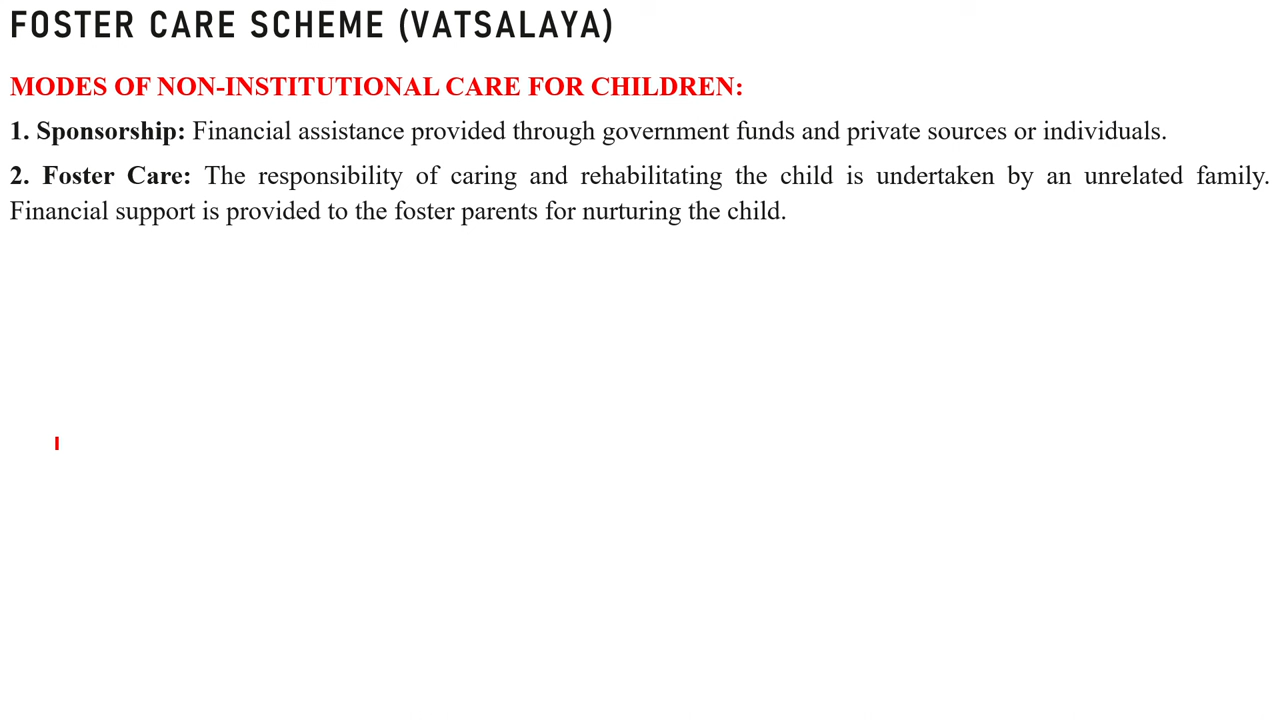 FOSTER CARE SCHEME (VATSALAYA)
MODES OF NON-INSTITUTIONAL CARE FOR CHILDREN:
1. Sponsorship: Financial assistance provided through government funds and private sources or individuals.
2. Foster Care: The responsibility of caring and rehabilitating the child is undertaken by an unrelated family.
Financial support is provided to the foster parents for nurturing the child.